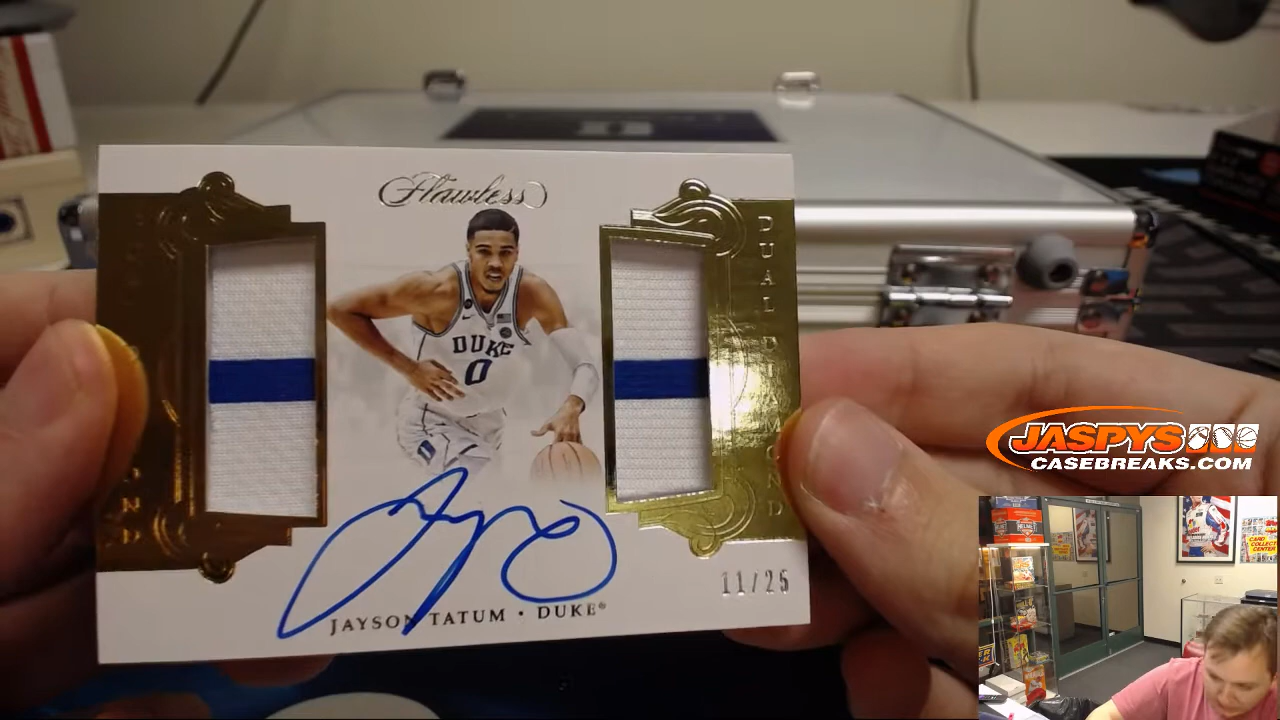 Flawless
DUAL DIAMOND
DUKE
0
JAYSON TATUM · DUKE
11/25
JASPYS
CASEBREAKS.COM